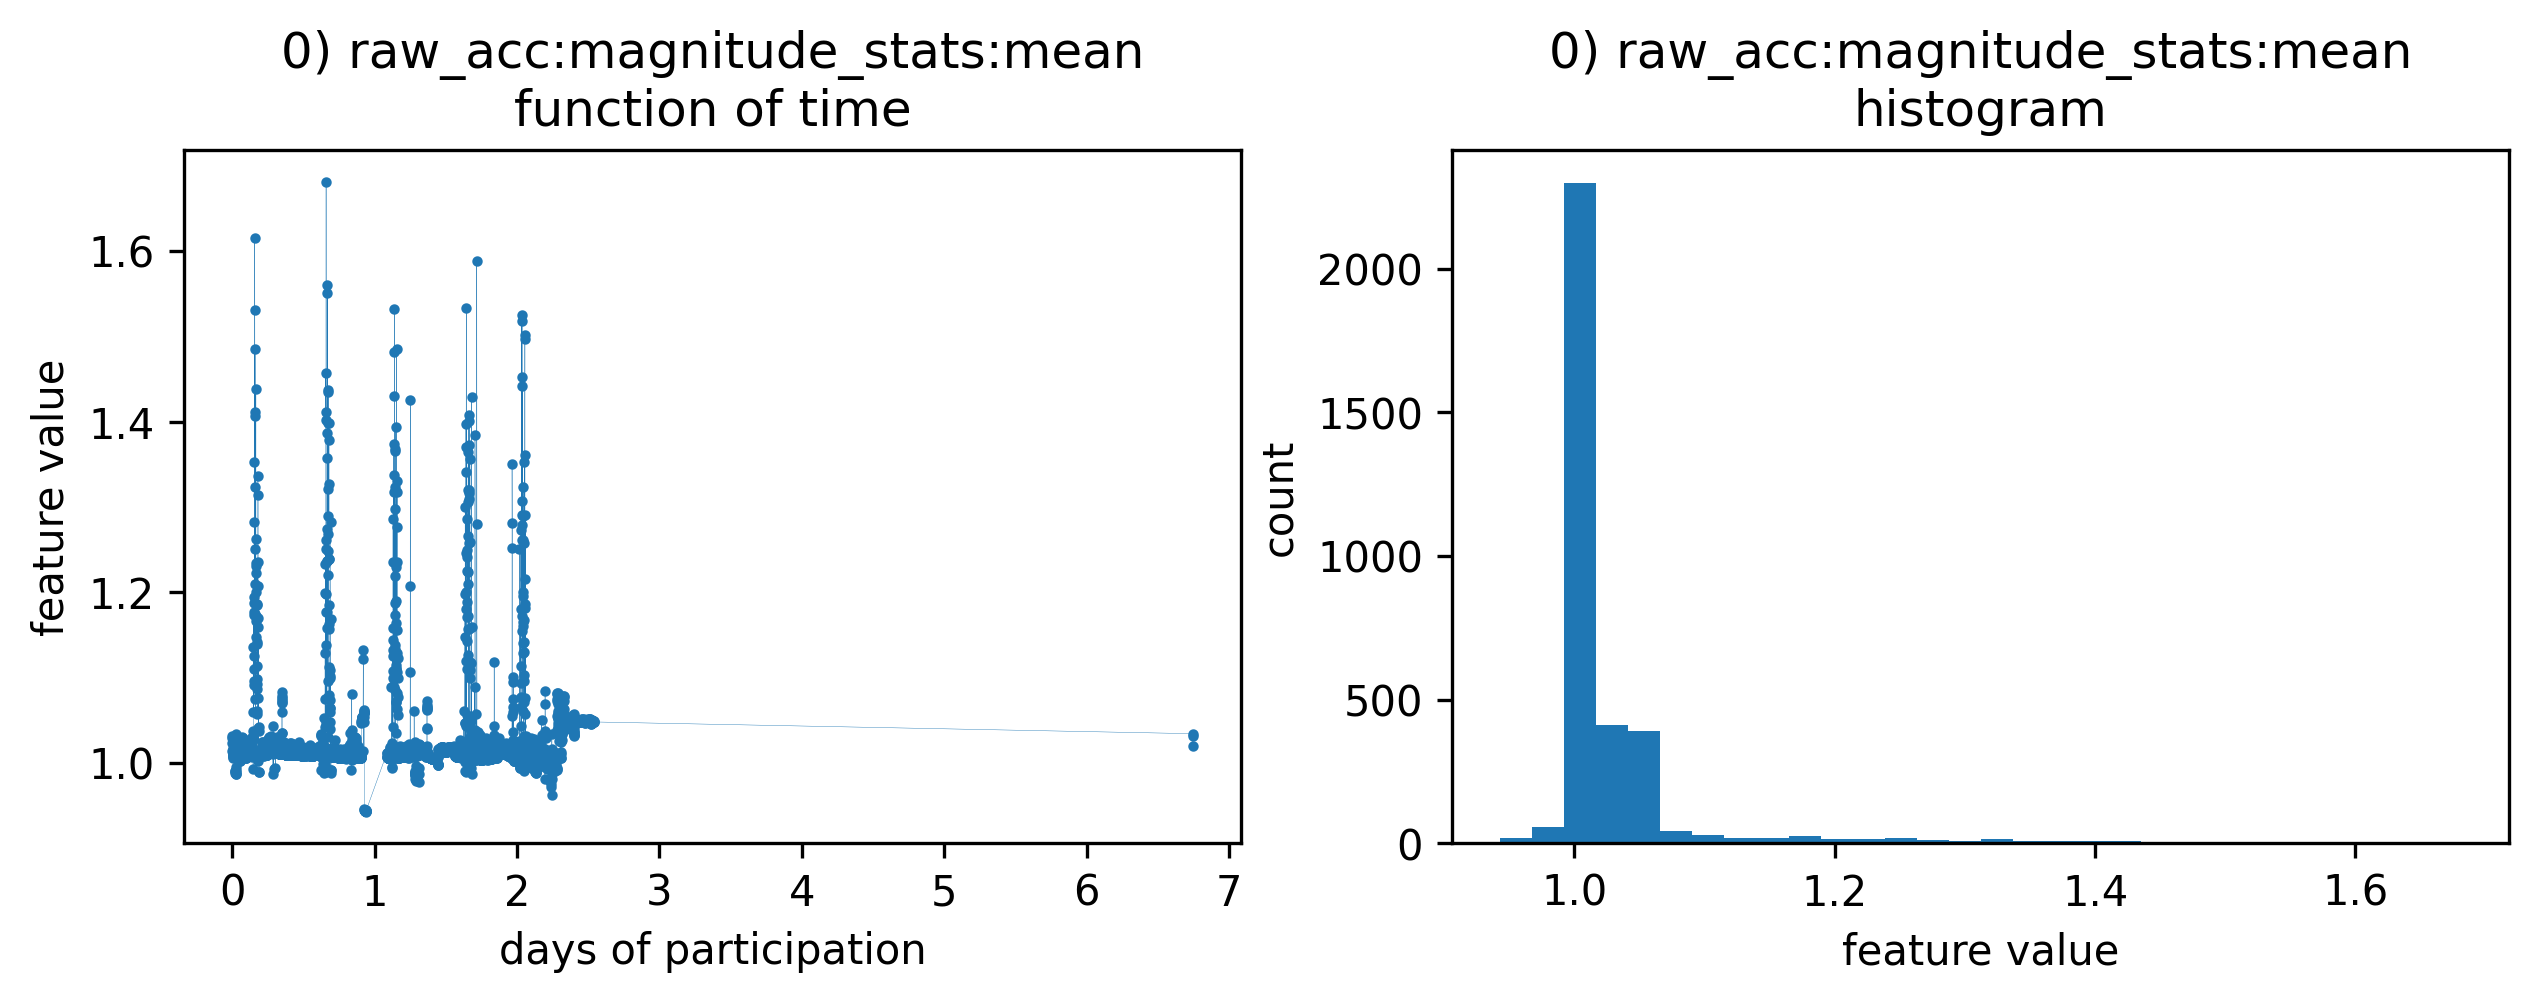 0) raw_acc:magnitude_stats:mean
function of time
feature value
1.6
1.4
1.2
1.0
0 1 2 3 4 5 6 7
days of participation
0) raw_acc:magnitude_stats:mean
histogram
count
2000
1500
1000
500
0
1.0 1.2 1.4 1.6
feature value